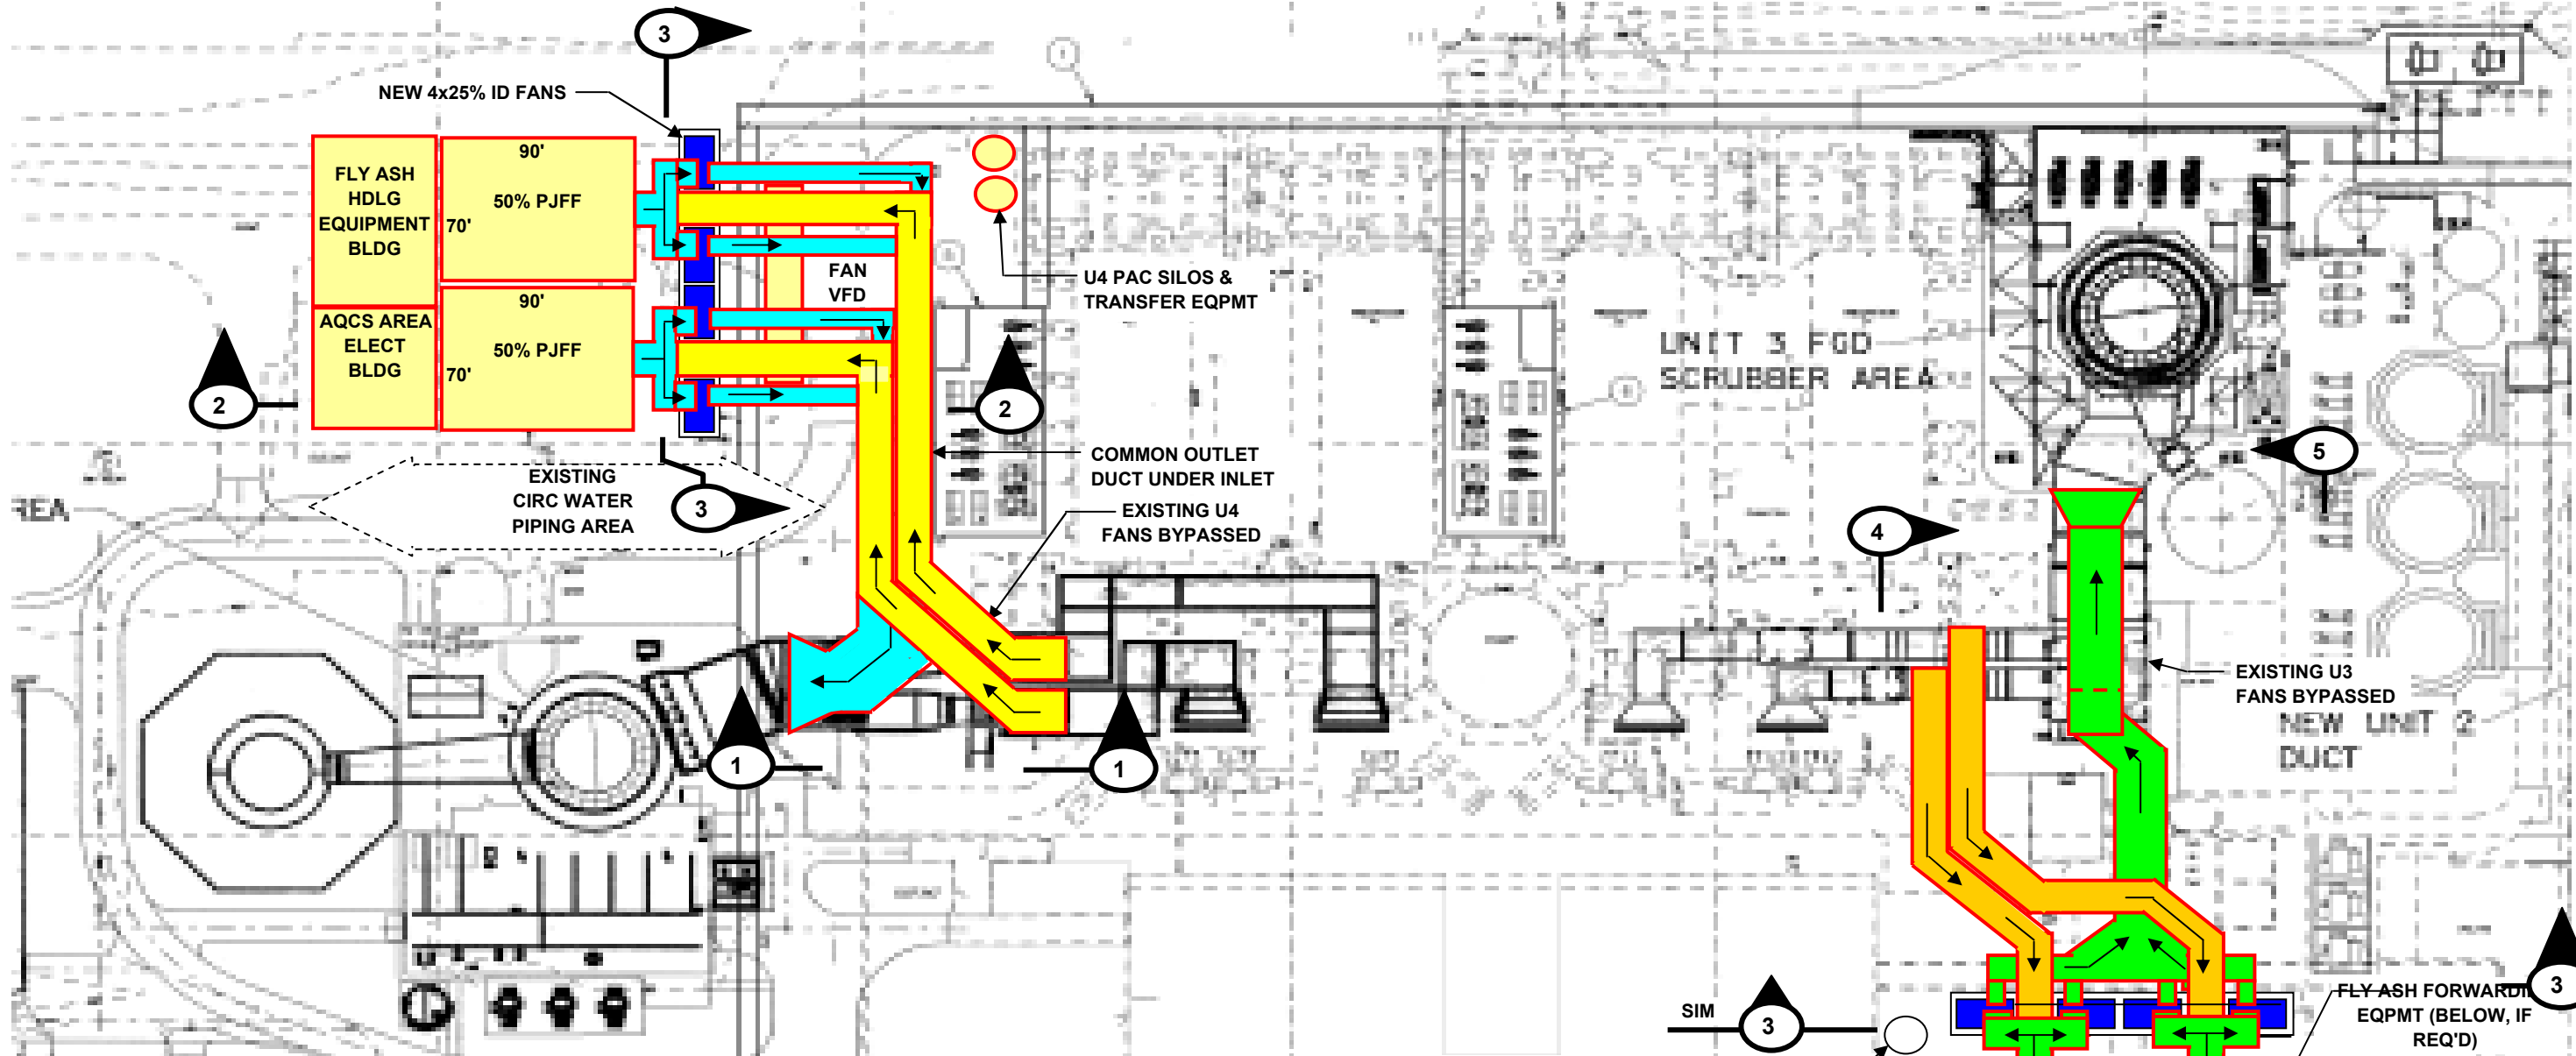 3
NEW 4x25% ID FANS
FLY ASH
HDLG
EQUIPMENT
BLDG
90'
50% PJFF
70'
AQCS AREA
ELECT
BLDG
90'
50% PJFF
70'
FAN
VFD
U4 PAC SILOS &
TRANSFER EQPMT
2
2
UNIT 3 FGD
SCRUBBER AREA
COMMON OUTLET
DUCT UNDER INLET
EXISTING U4
FANS BYPASSED
EXISTING
CIRC WATER
PIPING AREA
3
4
5
EXISTING U3
FANS BYPASSED
NEW UNIT 2
DUCT
1
1
SIM
3
FLY ASH
EQPMT (BELOW, IF
REQ'D)
3